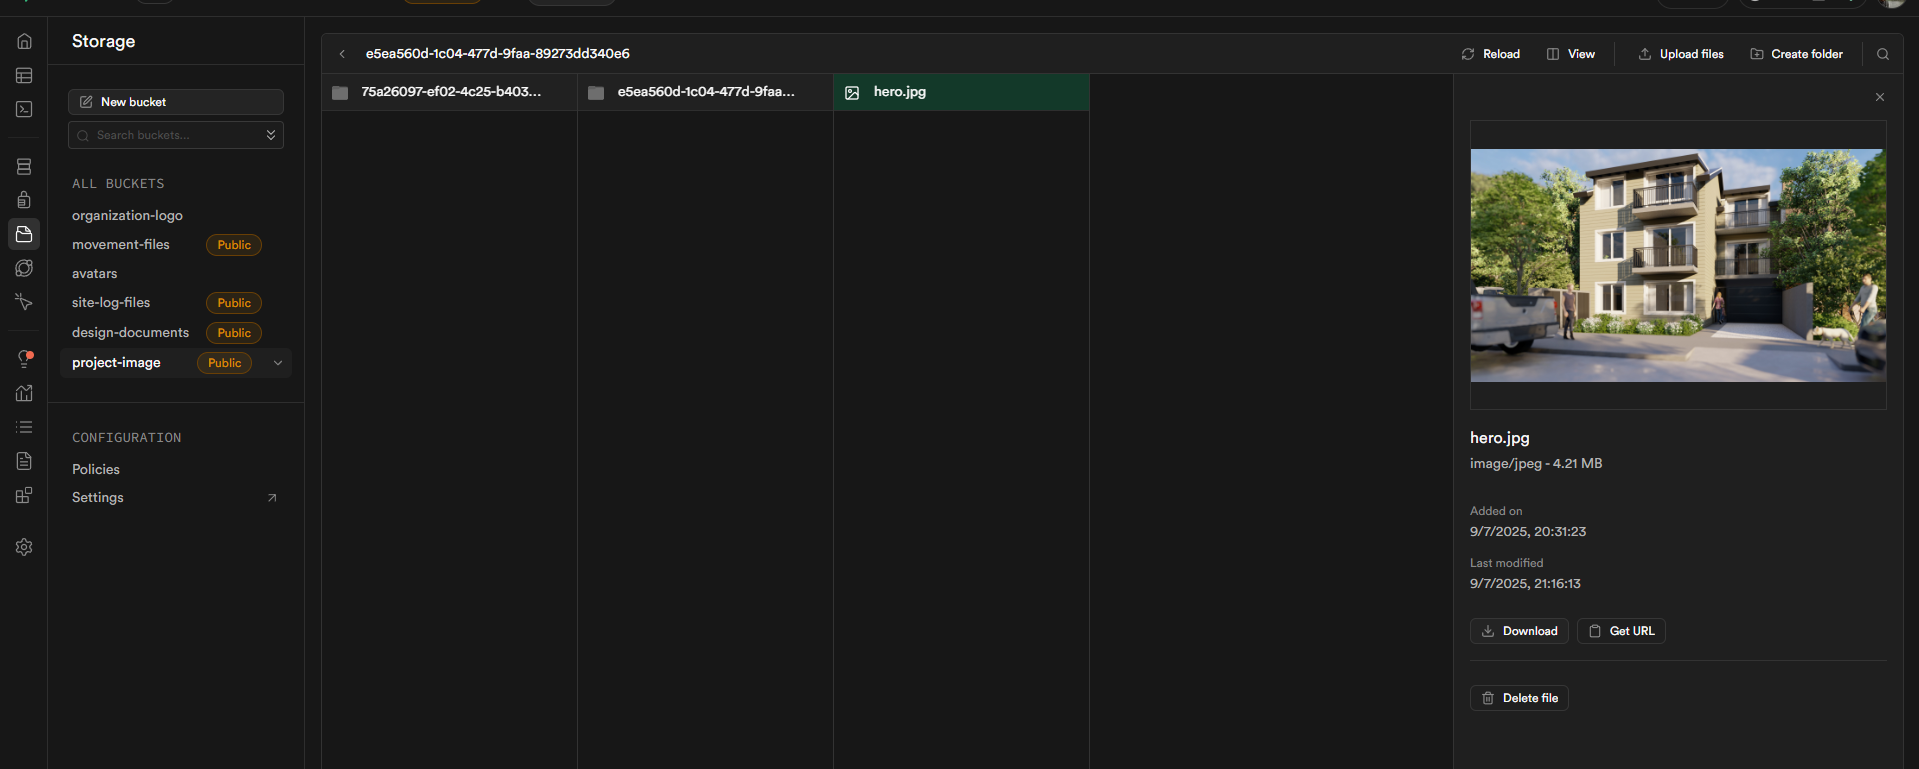 Storage
New bucket
Search buckets...
ALL BUCKETS
organization-logo
movement-files Public
avatars
site-log-files Public
design-documents Public
project-image Public
CONFIGURATION
Policies
Settings
e5ea560d-1c04-477d-9faa-89273dd340e6
Reload View Upload files Create folder
75a26097-ef02-4c25-b403... e5ea560d-1c04-477d-9faa... hero.jpg
hero.jpg
image/jpeg - 4.21 MB
Added on
9/7/2025, 20:31:23
Last modified
9/7/2025, 21:16:13
Download Get URL
Delete file